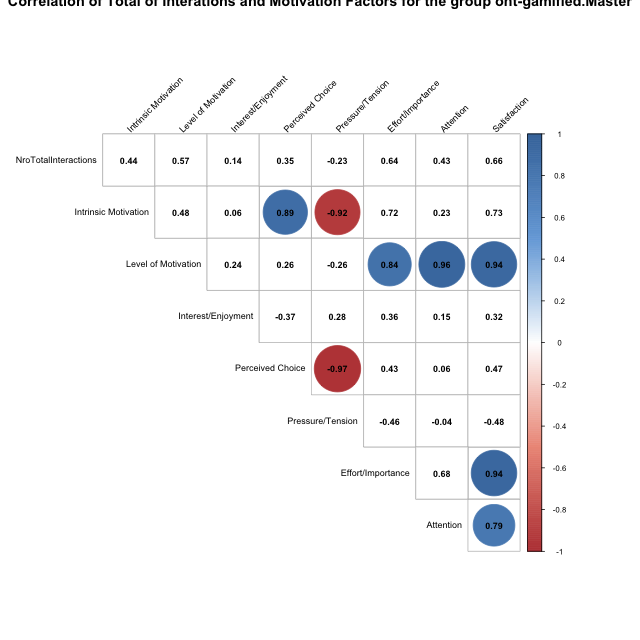 Correlation of Total of Interations and Motivation Factors for the group ont-gamified.Master
Intrinsic Motivation
Level of Motivation
Interest/Enjoyment
Perceived Choice
Pressure/Tension
Effort/Importance
Attention
Satisfaction
NroTotalInteractions 0.44 0.57 0.14 0.35 -0.23 0.64 0.43 0.66
Intrinsic Motivation 0.48 0.06 0.89 -0.92 0.72 0.23 0.73
Level of Motivation 0.24 0.26 -0.26 0.84 0.96 0.94
Interest/Enjoyment -0.37 0.28 0.36 0.15 0.32
Perceived Choice -0.97 0.43 0.06 0.47
Pressure/Tension -0.46 -0.04 -0.48
Effort/Importance 0.68 0.94
Attention 0.79
1
0.8
0.6
0.4
0.2
0
-0.2
-0.4
-0.6
-0.8
-1